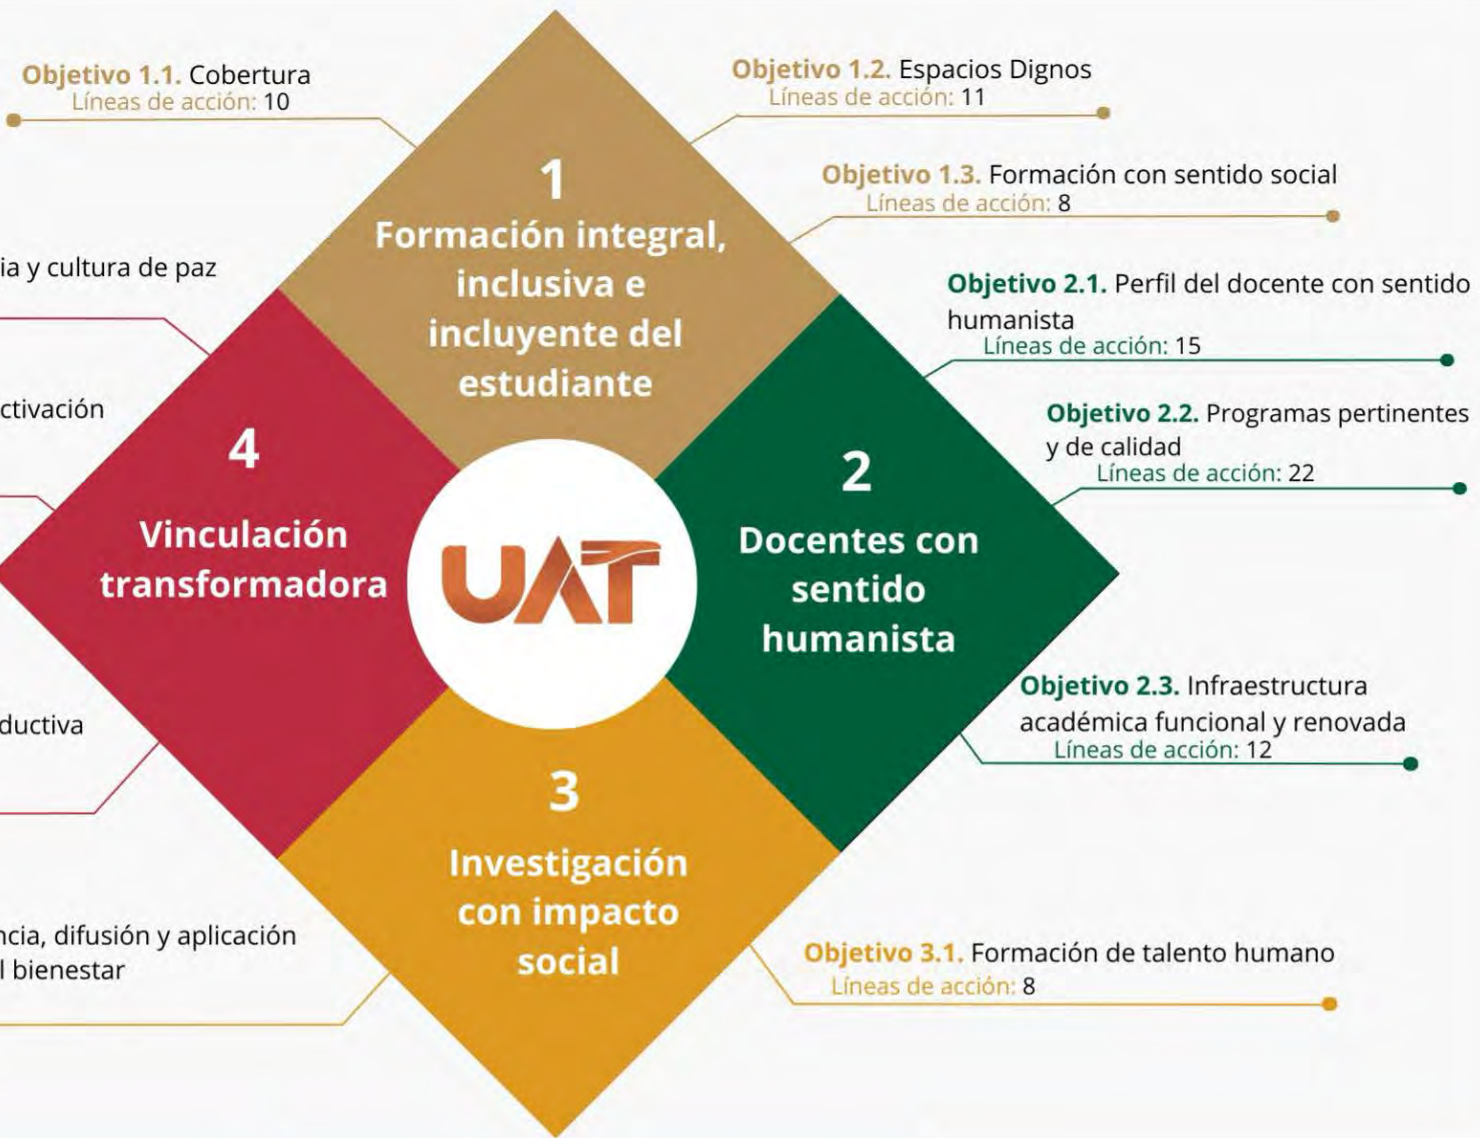 Objetivo 1.1. Cobertura
Líneas de acción: 10
Objetivo 1.2. Espacios Dignos
Líneas de acción: 11
Objetivo 1.3. Formación con sentido social
Líneas de acción: 8
1
Formación integral,
inclusiva e
incluyente del
estudiante
Objetivo 2.1. Perfil del docente con sentido
humanista
Líneas de acción: 15
Objetivo 2.2. Programas pertinentes
y de calidad
Líneas de acción: 22
2
Docentes con
sentido
humanista
Objetivo 2.3. Infraestructura
académica funcional y renovada
Líneas de acción: 12
UAT
3
Investigación
con impacto
social
Objetivo 3.1. Formación de talento humano
Líneas de acción: 8
ncia, difusión y aplicación
l bienestar
4
Vinculación
transformadora
ia y cultura de paz
ctivación
ductiva